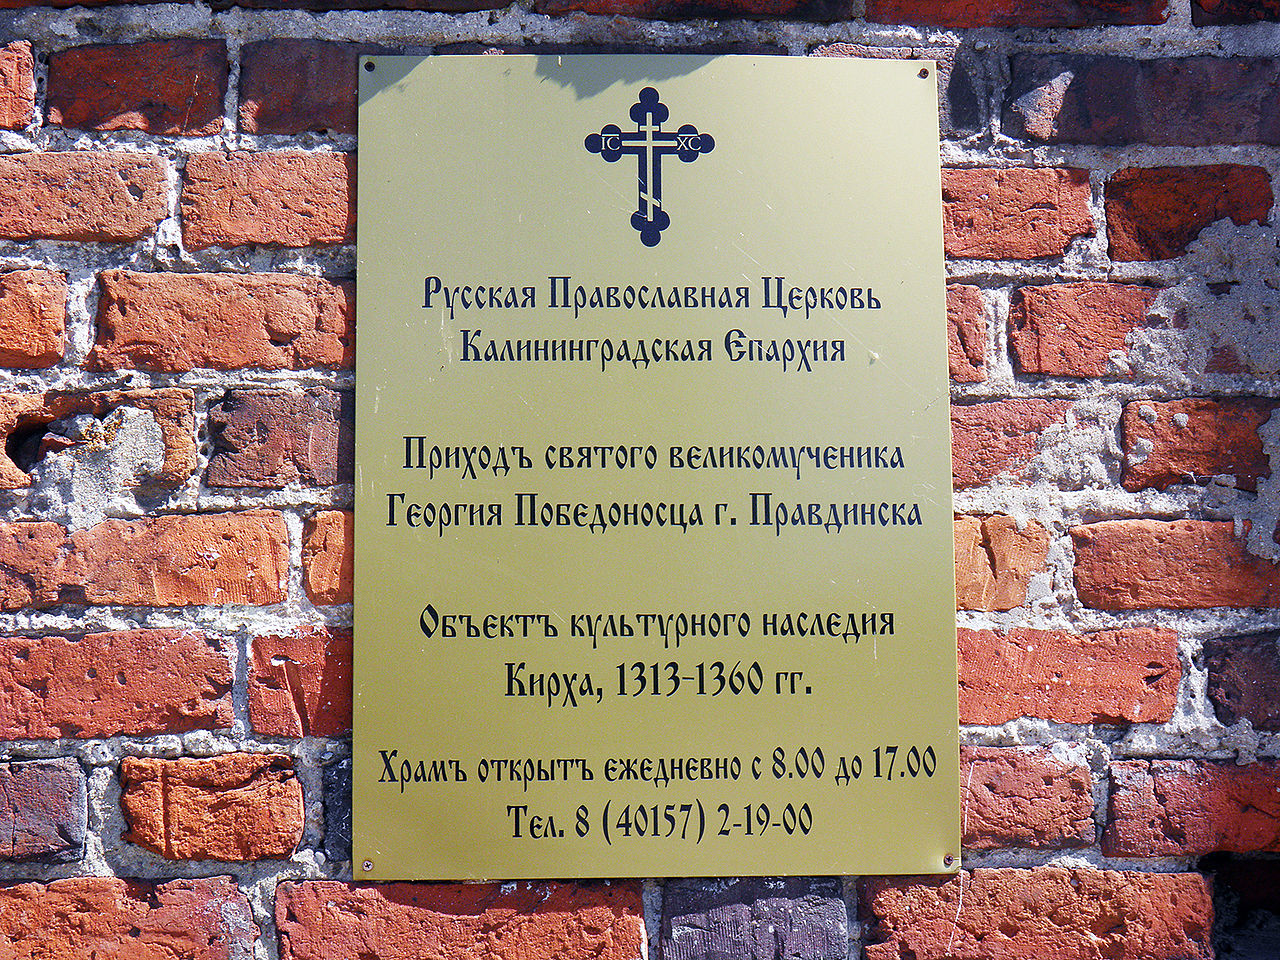 IC XC
Русская Православная Церковь
Калининградская Епархия
Приходъ святого великомученика
Георгия Победоносца г. Правдинска
Объектъ культурного наследия
Кирха, 1313-1360 гг.
Храмъ открытъ ежедневно с 8.00 до 17.00
Тел. 8 (40157) 2-19-00